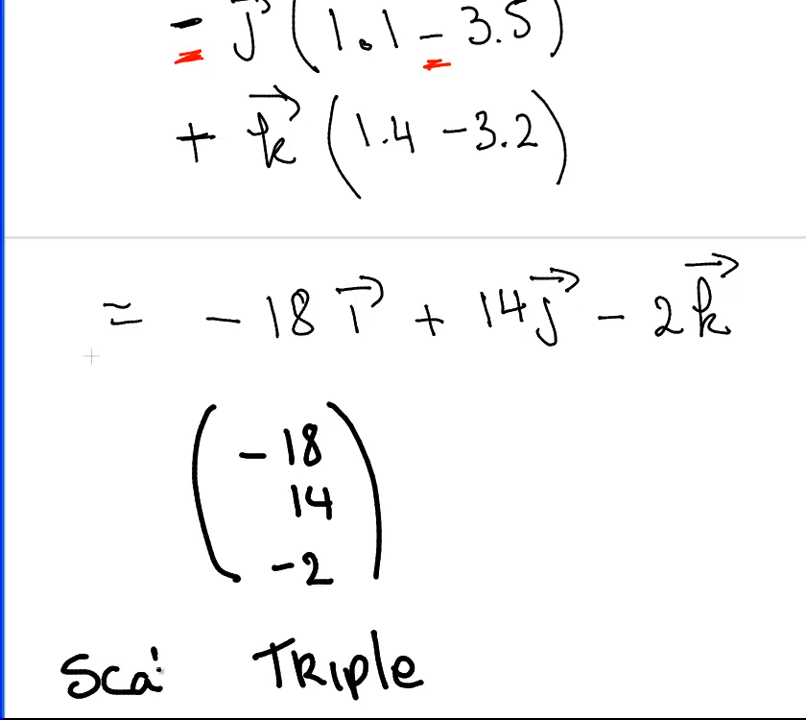 - j⃗ (1.1 - 3.5)
+ k⃗ (1.4 - 3.2)
= - 18 i⃗ + 14 j⃗ - 2 k⃗
( - 18
14
- 2 )
Sca TRIPle